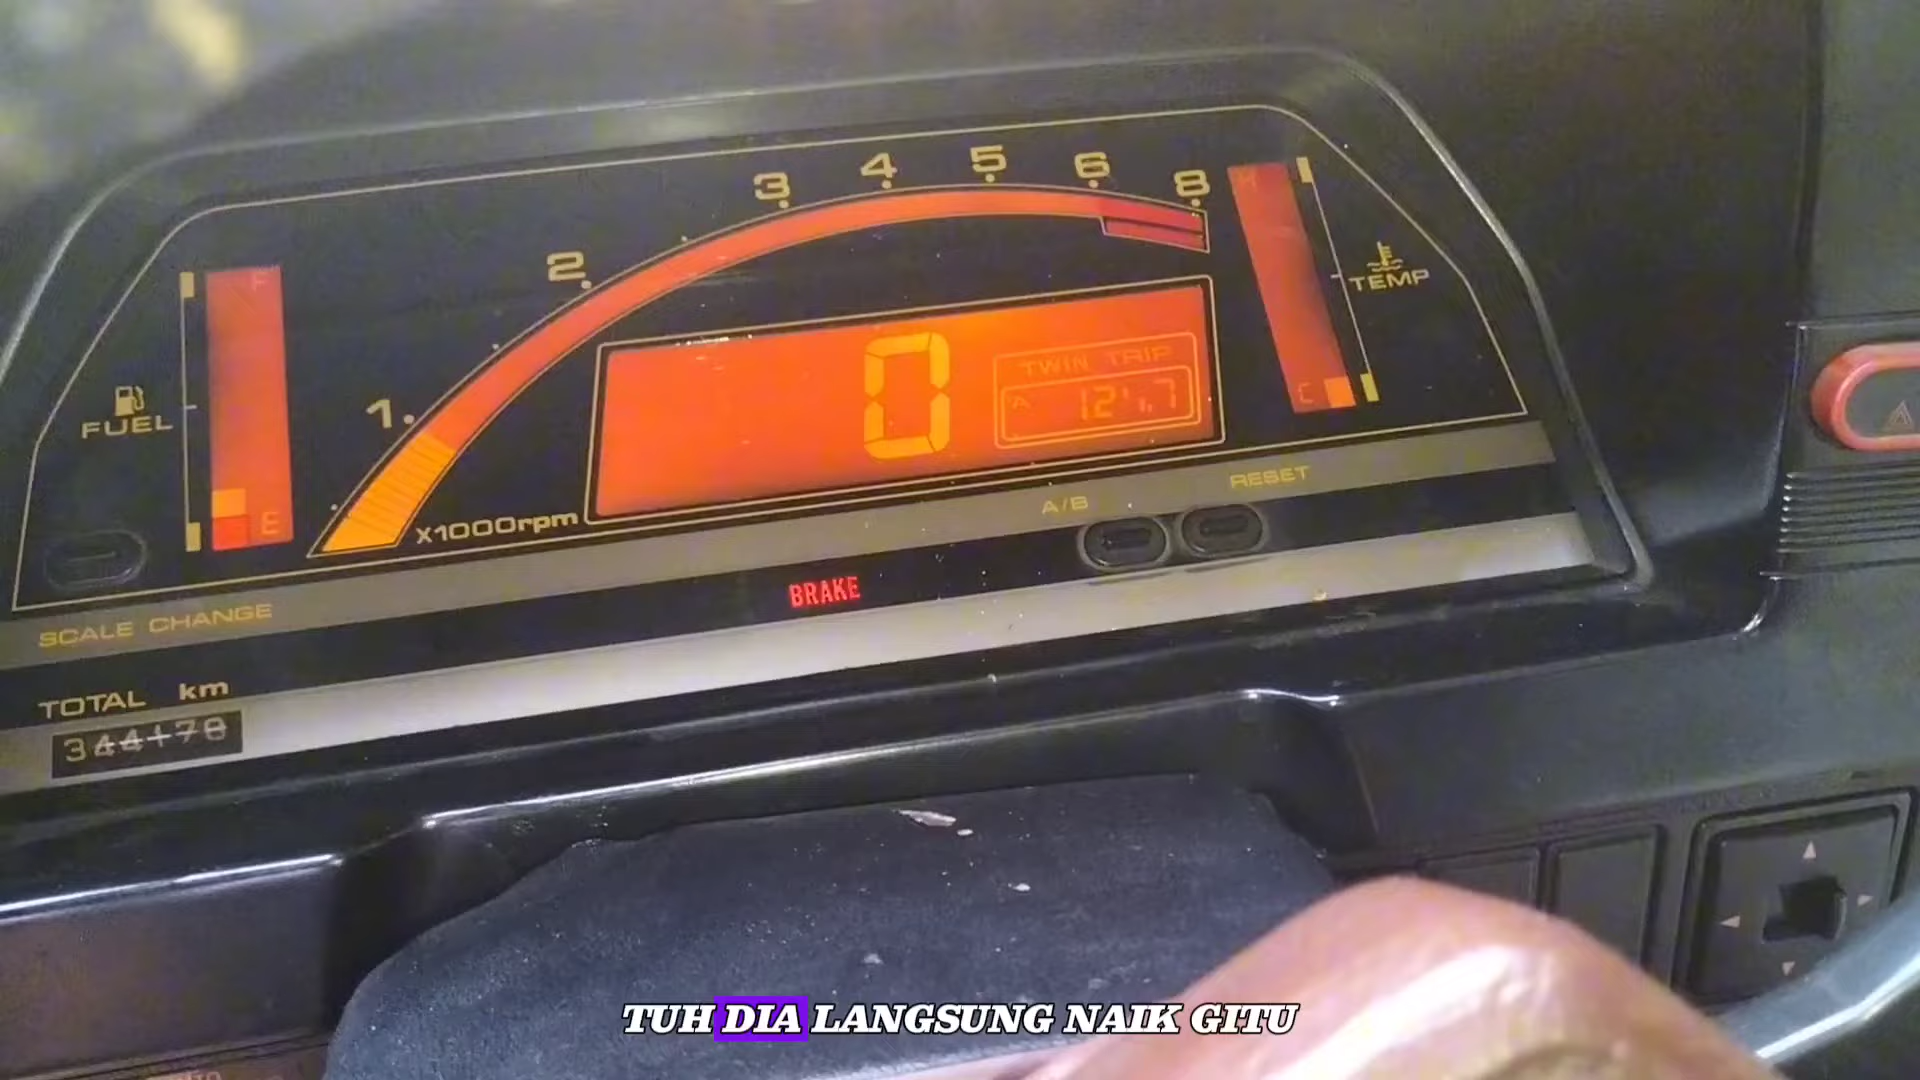 3 4 5 6 8
2
1
H
TEMP
F
FUEL
E
C
0
TWIN TRIP
A
X1000rpm
A/B
RESET
BRAKE
SCALE CHANGE
TOTAL km
TUH DIA LANGSUNG NAIK GITU